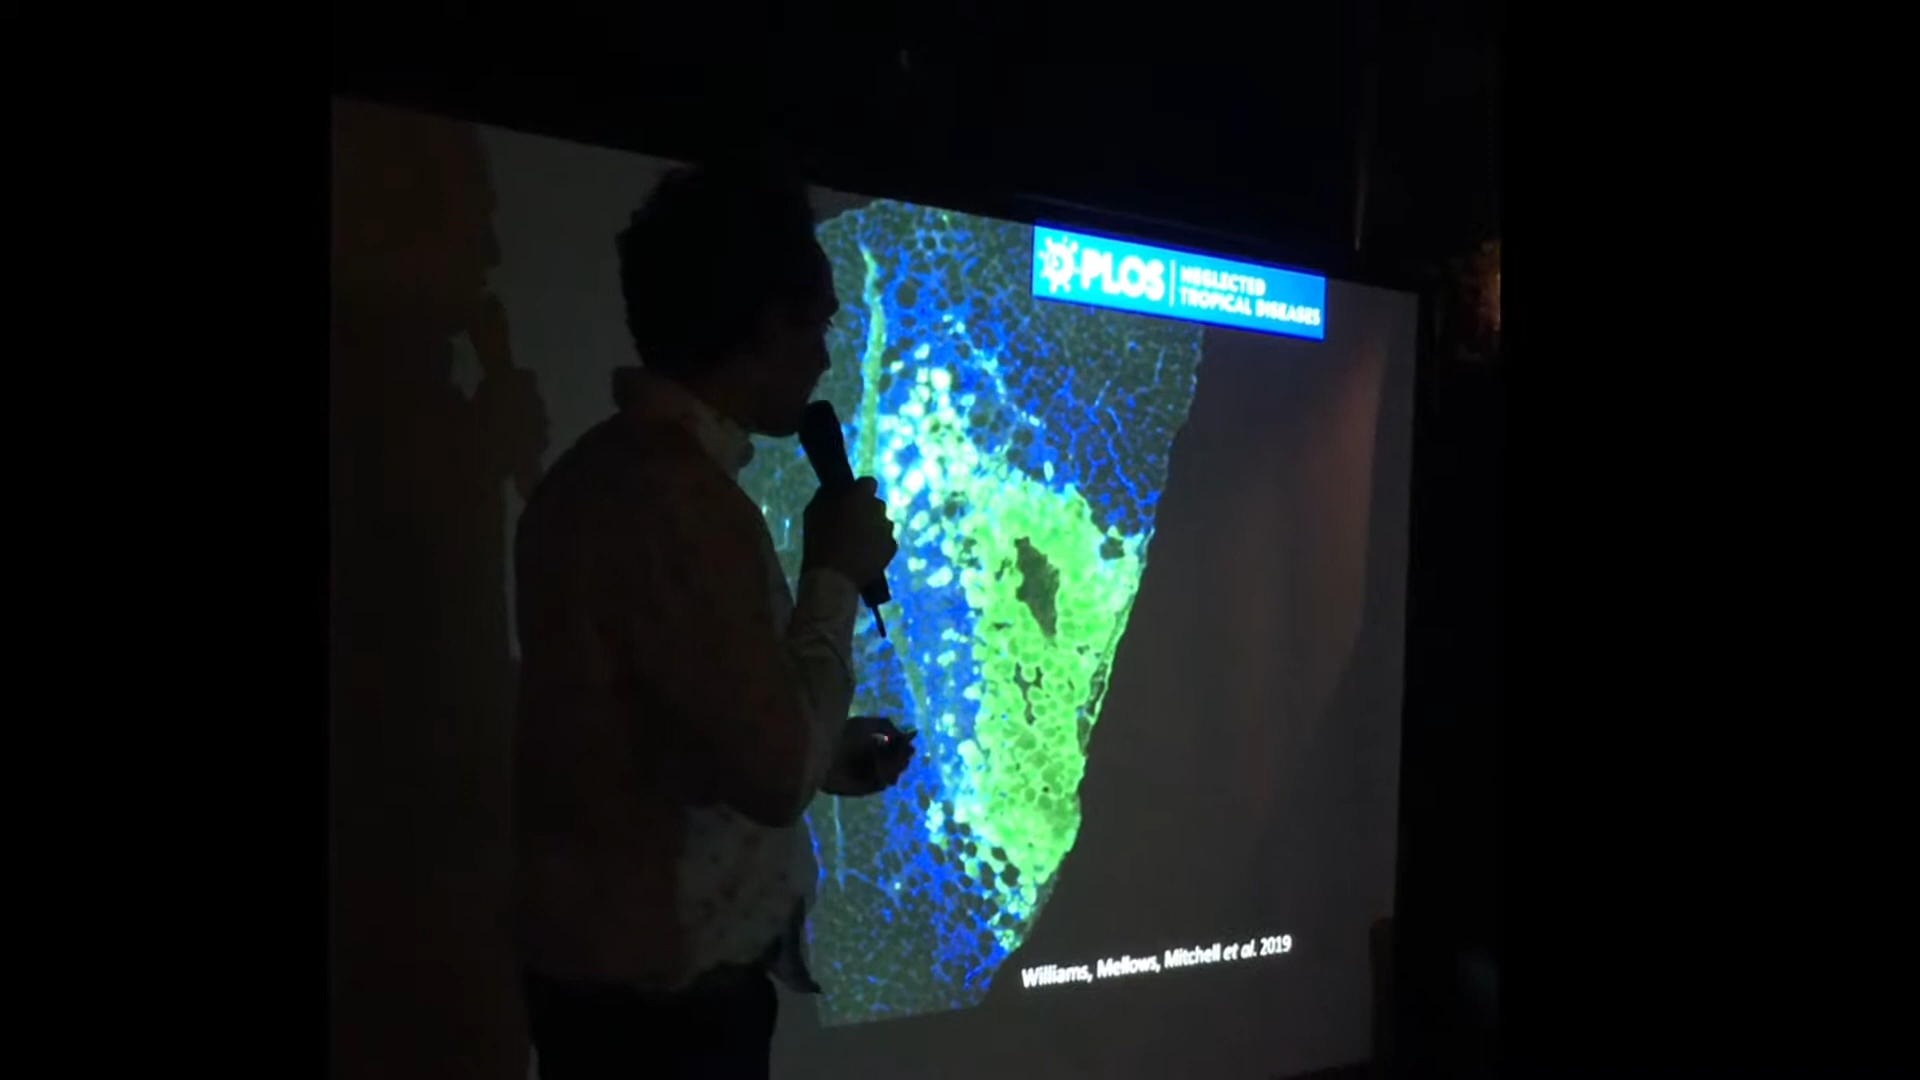 PLOS
NEGLECTED
TROPICAL DISEASES
Williams, Mellows, Mitchell et al. 2019